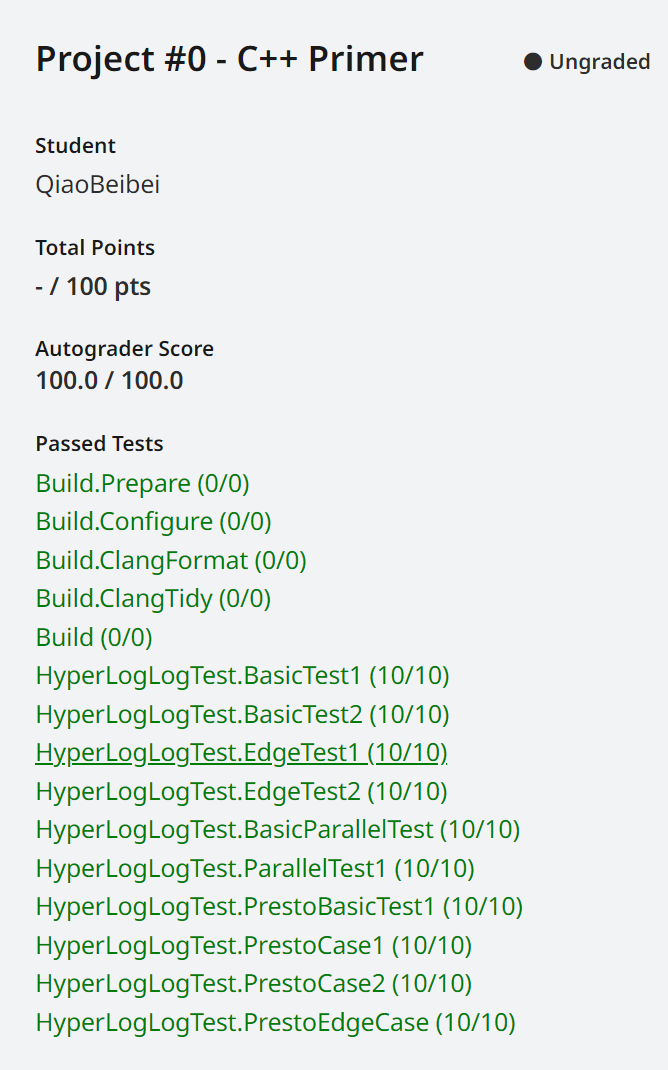 Project #0 - C++ Primer
Ungraded
Student
QiaoBeibei
Total Points
- / 100 pts
Autograder Score
100.0 / 100.0
Passed Tests
Build.Prepare (0/0)
Build.Configure (0/0)
Build.ClangFormat (0/0)
Build.ClangTidy (0/0)
Build (0/0)
HyperLogLogTest.BasicTest1 (10/10)
HyperLogLogTest.BasicTest2 (10/10)
HyperLogLogTest.EdgeTest1 (10/10)
HyperLogLogTest.EdgeTest2 (10/10)
HyperLogLogTest.BasicParallelTest (10/10)
HyperLogLogTest.ParallelTest1 (10/10)
HyperLogLogTest.PrestoBasicTest1 (10/10)
HyperLogLogTest.PrestoCase1 (10/10)
HyperLogLogTest.PrestoCase2 (10/10)
HyperLogLogTest.PrestoEdgeCase (10/10)